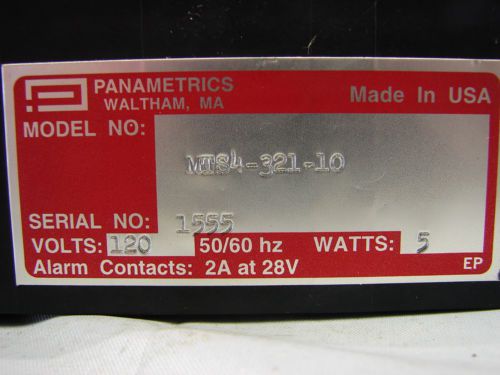 PANAMETRICS
WALTHAM, MA
Made In USA
MODEL NO:
MTS4-321-10
SERIAL NO: 1555
VOLTS: 120 50/60 hz WATTS: 5
Alarm Contacts: 2A at 28V EP